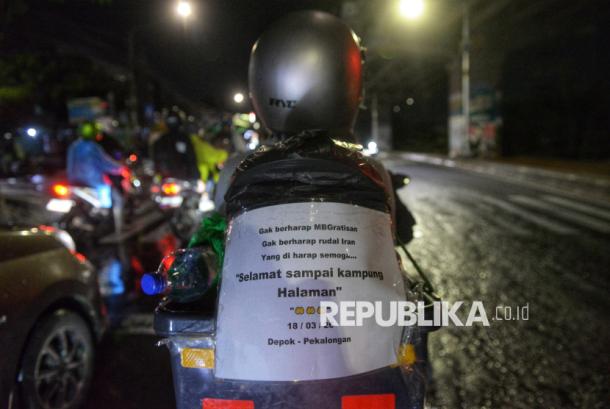 Gak berharap MBGratisan
Gak berharap rudal Iran
Yang di harap semoga....
"Selamat sampai kampung
Halaman"
18 / 03 /
Depok - Pekalongan
REPUBLIKA.co.id